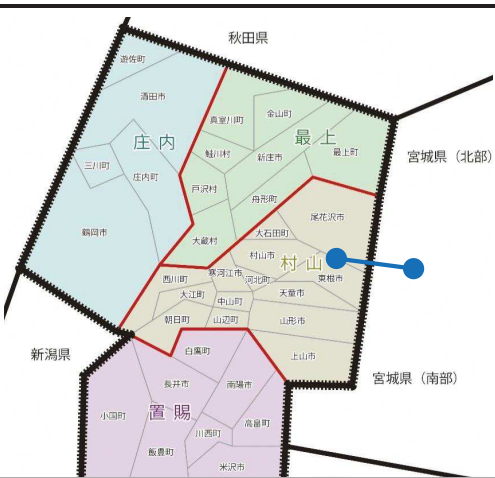 秋田県
遊佐町
酒田市
金山町
真室川町
庄内
最上
鮭川村
新庄市
最上町
宮城県（北部）
三川町
庄内町
戸沢村
舟形町
尾花沢市
鶴岡市
大石田町
大蔵村
村山市
村山
寒河江市
西川町
河北町
東根市
大江町
中山町
天童市
朝日町
山辺町
山形市
新潟県
白鷹町
上山市
宮城県（南部）
長井市
南陽市
小国町
置賜
高畠町
川西町
飯豊町
米沢市